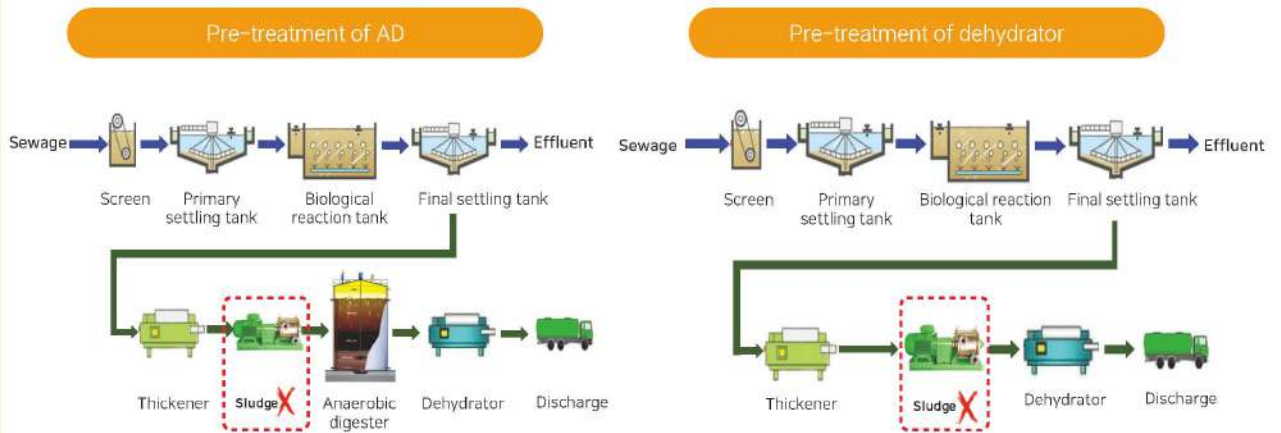 Pre-treatment of AD
Sewage
Effluent
Screen
Primary
settling tank
Biological
reaction tank
Final settling tank
Thickener
Sludge X
Anaerobic
digester
Dehydrator
Discharge
Pre-treatment of dehydrator
Sewage
Effluent
Screen
Primary
settling tank
Biological reaction
tank
Final settling tank
Thickener
Sludge X
Dehydrator
Discharge